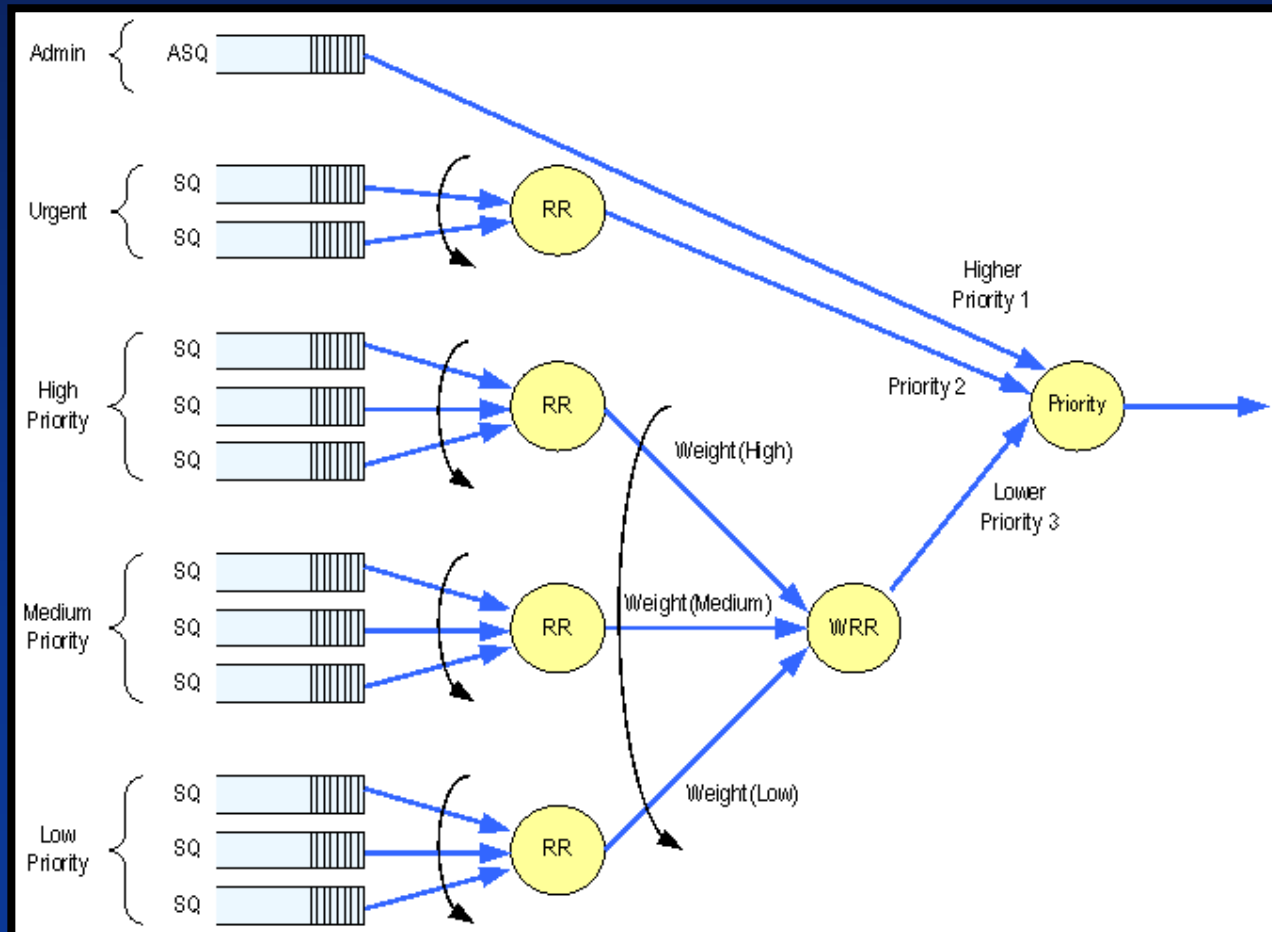 Admin
ASQ
Urgent
SQ
SQ
RR
Higher
Priority 1
Priority 2
Priority
High
Priority
SQ
SQ
SQ
RR
Weight(High)
Lower
Priority 3
Medium
Priority
SQ
SQ
SQ
RR
Weight(Medium)
WRR
Low
Priority
SQ
SQ
SQ
RR
Weight(Low)